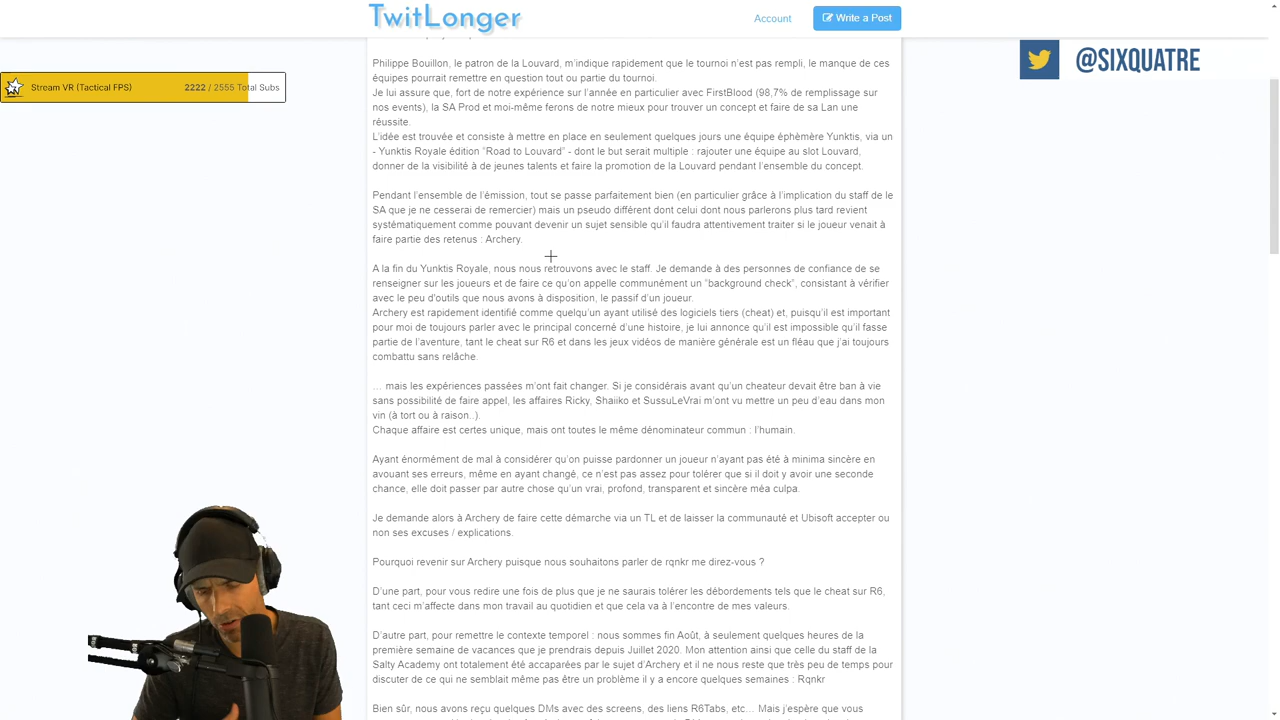 TwitLonger
Account
Write a Post
@SIXQUATRE
Stream VR (Tactical FPS)
2222 / 2555 Total Subs
Philippe Bouillon, le patron de la Louvard, m'indique rapidement que le tournoi n'est pas rempli, le manque de ces
équipes pourrait remettre en question tout ou partie du tournoi.
Je lui assure que, fort de notre expérience sur l'année en particulier avec FirstBlood (98,7% de remplissage sur
nos events), la SA Prod et moi-même ferons de notre mieux pour trouver un concept et faire de sa Lan une
réussite.
L'idée est trouvée et consiste à mettre en place en seulement quelques jours une équipe éphèmère Yunktis, via un
- Yunktis Royale édition "Road to Louvard" - dont le but serait multiple : rajouter une équipe au slot Louvard,
donner de la visibilité à de jeunes talents et faire la promotion de la Louvard pendant l'ensemble du concept.
Pendant l'ensemble de l'émission, tout se passe parfaitement bien (en particulier grâce à l'implication du staff de le
SA que je ne cesserai de remercier) mais un pseudo différent dont celui dont nous parlerons plus tard revient
systématiquement comme pouvant devenir un sujet sensible qu'il faudra attentivement traiter si le joueur venait à
faire partie des retenus : Archery.
A la fin du Yunktis Royale, nous nous retrouvons avec le staff. Je demande à des personnes de confiance de se
renseigner sur les joueurs et de faire ce qu'on appelle communément un "background check", consistant à vérifier
avec le peu d'outils que nous avons à disposition, le passif d'un joueur.
Archery est rapidement identifié comme quelqu'un ayant utilisé des logiciels tiers (cheat) et, puisqu'il est important
pour moi de toujours parler avec le principal concerné d'une histoire, je lui annonce qu'il est impossible qu'il fasse
partie de l'aventure, tant le cheat sur R6 et dans les jeux vidéos de manière générale est un flêau que j'ai toujours
combattu sans relâche.
… mais les expériences passées m'ont fait changer. Si je considérais avant qu'un cheateur devait être ban à vie
sans possibilité de faire appel, les affaires Ricky, Shaiiko et SussuLeVrai m'ont vu mettre un peu d'eau dans mon
vin (à tort ou à raison..).
Chaque affaire est certes unique, mais ont toutes le même dénominateur commun : l'humain.
Ayant énormément de mal à considérer qu'on puisse pardonner un joueur n'ayant pas été à minima sincère en
avouant ses erreurs, même en ayant changé, ce n'est pas assez pour tolérer que si il doit y avoir une seconde
chance, elle doit passer par autre chose qu'un vrai, profond, transparent et sincère méa culpa.
Je demande alors à Archery de faire cette démarche via un TL et de laisser la communauté et Ubisoft accepter ou
non ses excuses / explications.
Pourquoi revenir sur Archery puisque nous souhaitons parler de rqnkr me direz-vous ?
D'une part, pour vous redire une fois de plus que je ne saurais tolérer les débordements tels que le cheat sur R6,
tant ceci m'affecte dans mon travail au quotidien et que cela va à l'encontre de mes valeurs.
D'autre part, pour remettre le contexte temporel : nous sommes fin Août, à seulement quelques heures de la
première semaine de vacances que je prendrais depuis Juillet 2020. Mon attention ainsi que celle du staff de la
Salty Academy ont totalement été accaparées par le sujet d'Archery et il ne nous reste que très peu de temps pour
discuter de ce qui ne semblait même pas être un problème il y a encore quelques semaines : Rqnkr
Bien sûr, nous avons reçu quelques DMs avec des screens, des liens R6Tabs, etc… Mais j'espère que vous